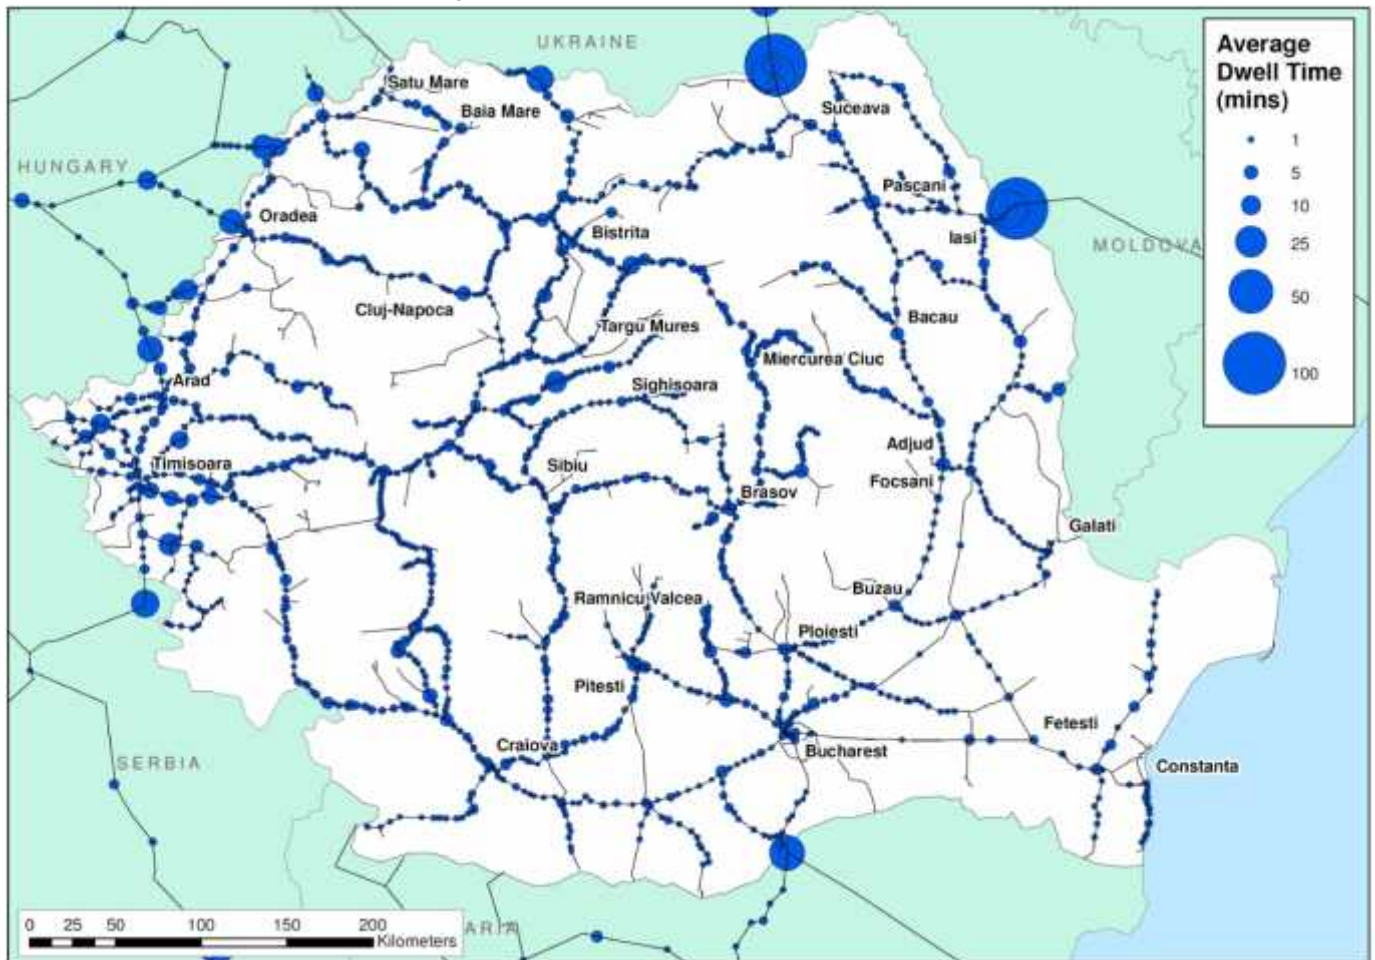 UKRAINE
Average
Dwell Time
(mins)
1
5
10
25
50
100
Satu Mare
Baia Mare
Suceava
HUNGARY
Pascani
Oradea
Bistrita
Iasi
MOLDOVA
Cluj-Napoca
Targu Mures
Bacau
Miercurea Ciuc
Arad
Sighisoara
Adjud
Timisoara
Sibiu
Focsani
Brasov
Galati
Buzau
Ramnicu Valcea
Ploiesti
Pitesti
Fetesti
Craiova
Bucharest
SERBIA
Constanta
0 25 50 100 150 200
Kilometers
ARIA